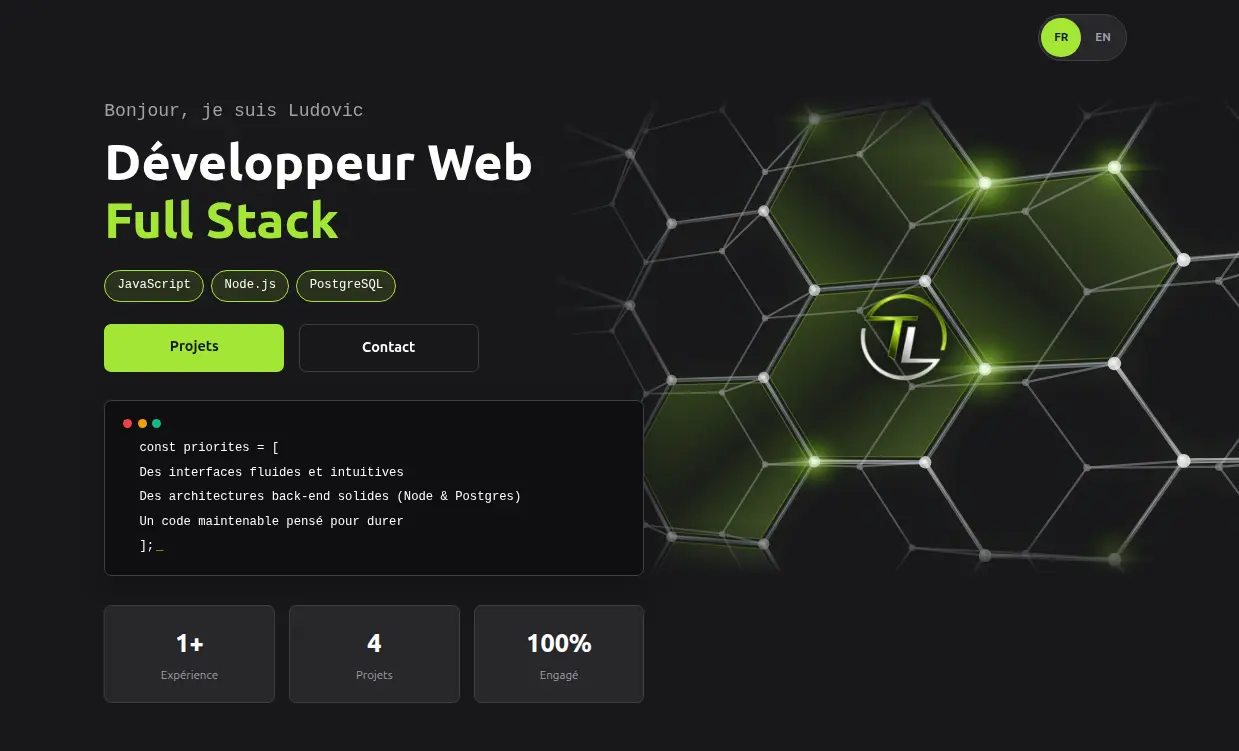 FR EN
Bonjour, je suis Ludovic
Développeur Web
Full Stack
JavaScript Node.js PostgreSQL
Projets Contact
const priorites = [
Des interfaces fluides et intuitives
Des architectures back-end solides (Node & Postgres)
Un code maintenable pensé pour durer
];_
TL
1+ 4 100%
Expérience Projets Engagé